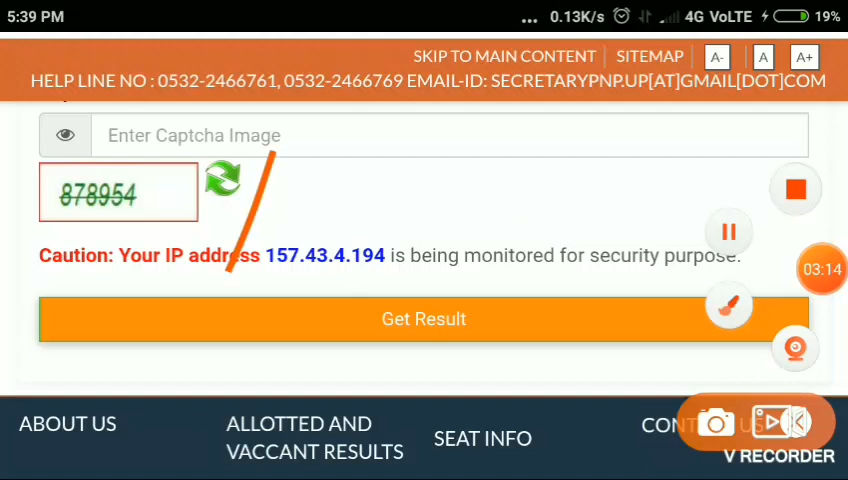 5:39 PM ... 0.13K/s 4G VoLTE 19%
SKIP TO MAIN CONTENT SITEMAP A- A A+
HELP LINE NO : 0532-2466761, 0532-2466769 EMAIL-ID: SECRETARYPNP.UP[AT]GMAIL[DOT]COM
Enter Captcha Image
878954
Caution: Your IP address 157.43.4.194 is being monitored for security purpose.
03:14
Get Result
ABOUT US
ALLOTTED AND
VACCANT RESULTS
SEAT INFO
US
V RECORDER